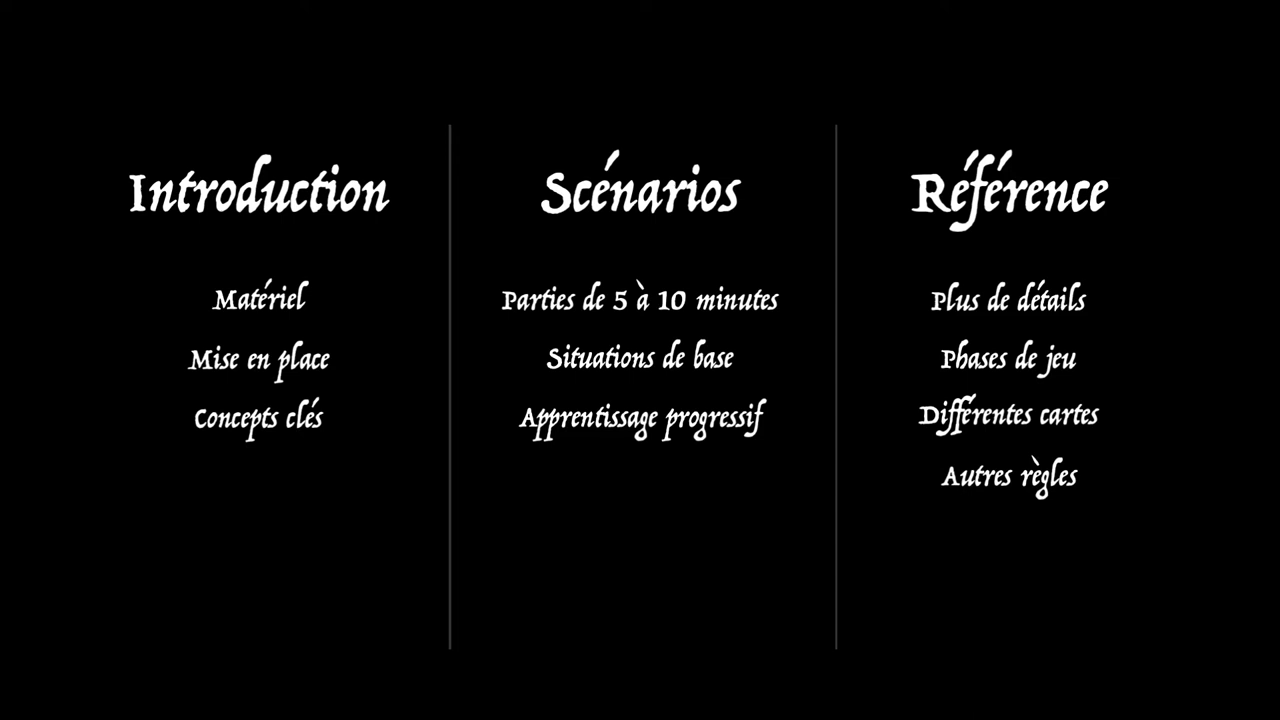 Introduction
Matériel
Mise en place
Concepts clés
Scénarios
Parties de 5 à 10 minutes
Situations de base
Apprentissage progressif
Référence
Plus de détails
Phases de jeu
Différentes cartes
Autres règles